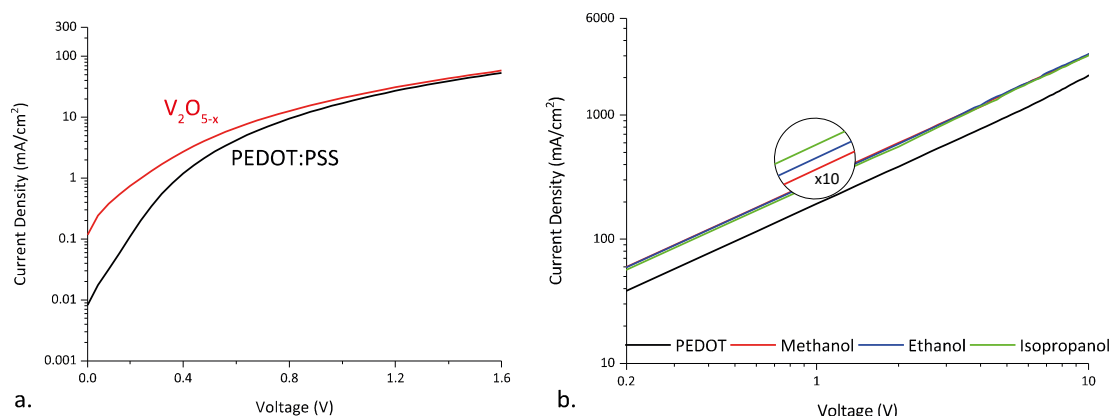 300
100
10
1
0.1
0.01
0.001
Current Density (mA/cm²)
V₂O₅₋ₓ
PEDOT:PSS
0.0 0.4 0.8 1.2 1.6
Voltage (V)
a.
6000
1000
100
10
Current Density (mA/cm²)
x10
PEDOT Methanol Ethanol Isopropanol
0.2 1 10
Voltage (V)
b.